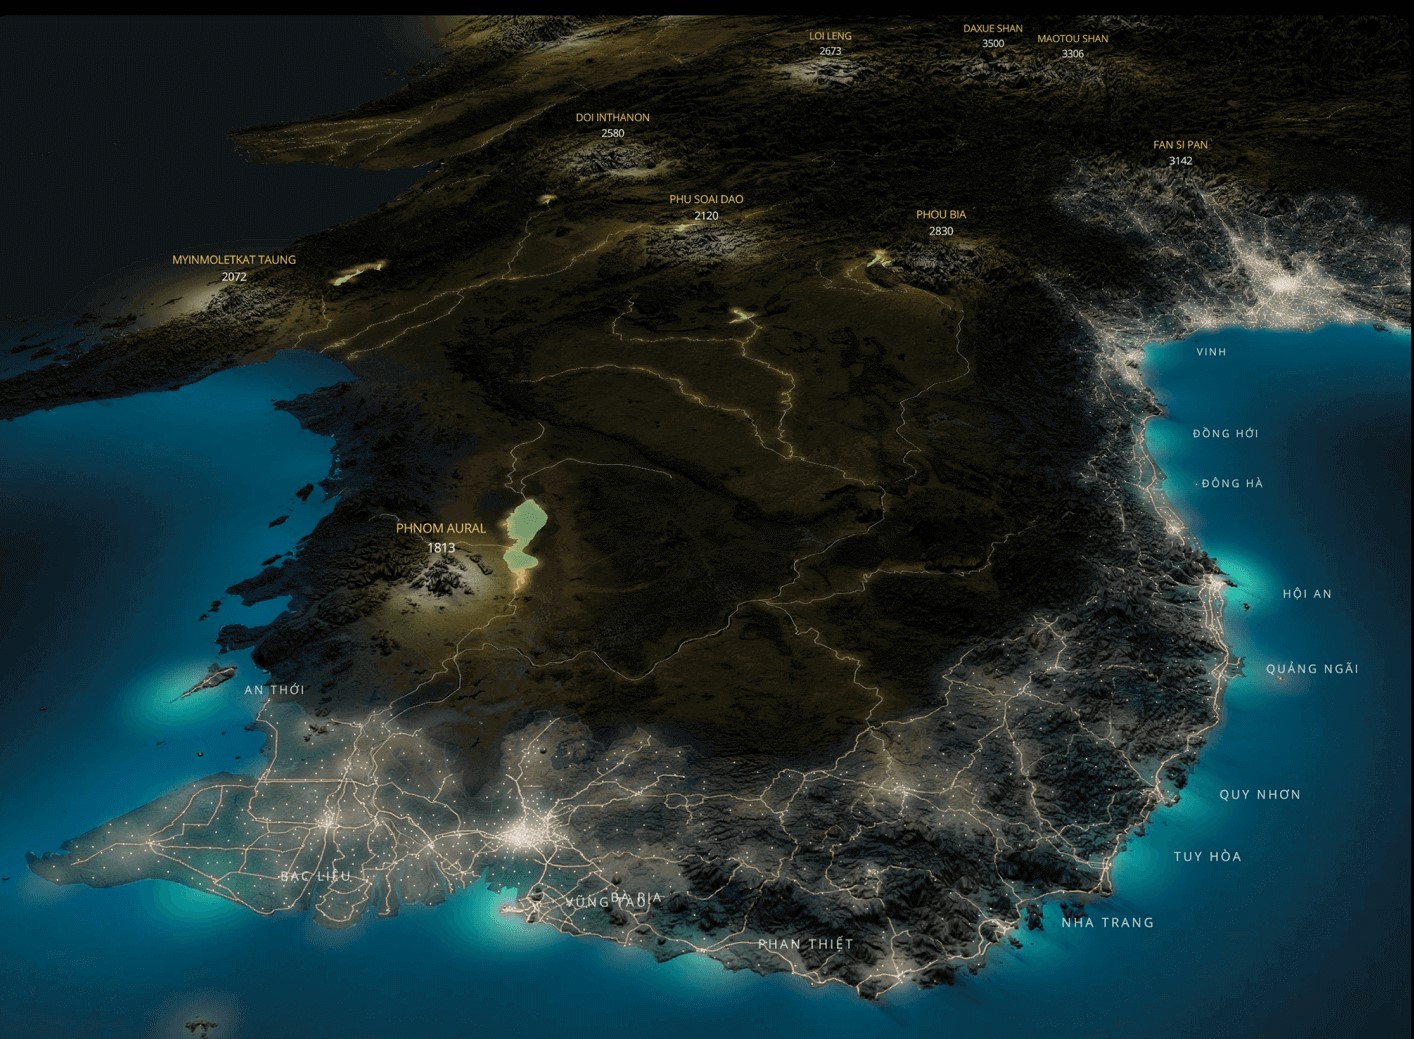 DAXUE SHAN
3500
LOI LENG
2673
MAOTOU SHAN
3306
DOI INTHANON
2580
FAN SI PAN
3142
PHU SOAI DAO
2120
PHOU BIA
2830
MYINMOLETKAT TAUNG
2072
VINH
ĐỒNG HỚI
ĐÔNG HÀ
PHNOM AURAL
1813
HỘI AN
QUẢNG NGÃI
AN THỚI
QUY NHƠN
TUY HÒA
BẠC LIÊU
BÀ RỊA
VŨNG TÀU
NHA TRANG
PHAN THIẾT